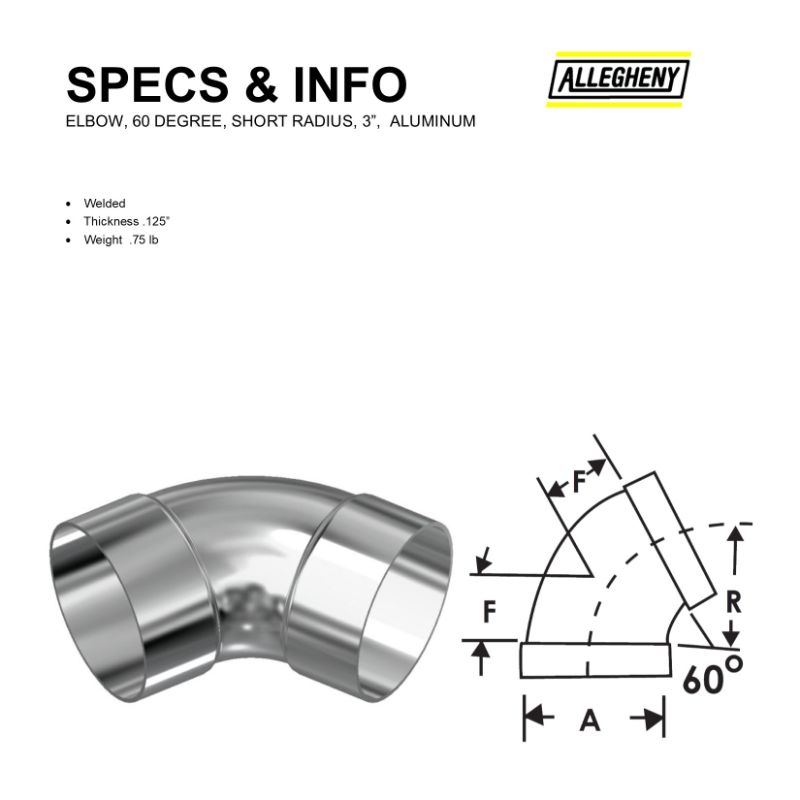 SPECS & INFO
ALLEGHENY
ELBOW, 60 DEGREE, SHORT RADIUS, 3”, ALUMINUM
• Welded
• Thickness .125”
• Weight .75 lb
F
F
R
60°
A